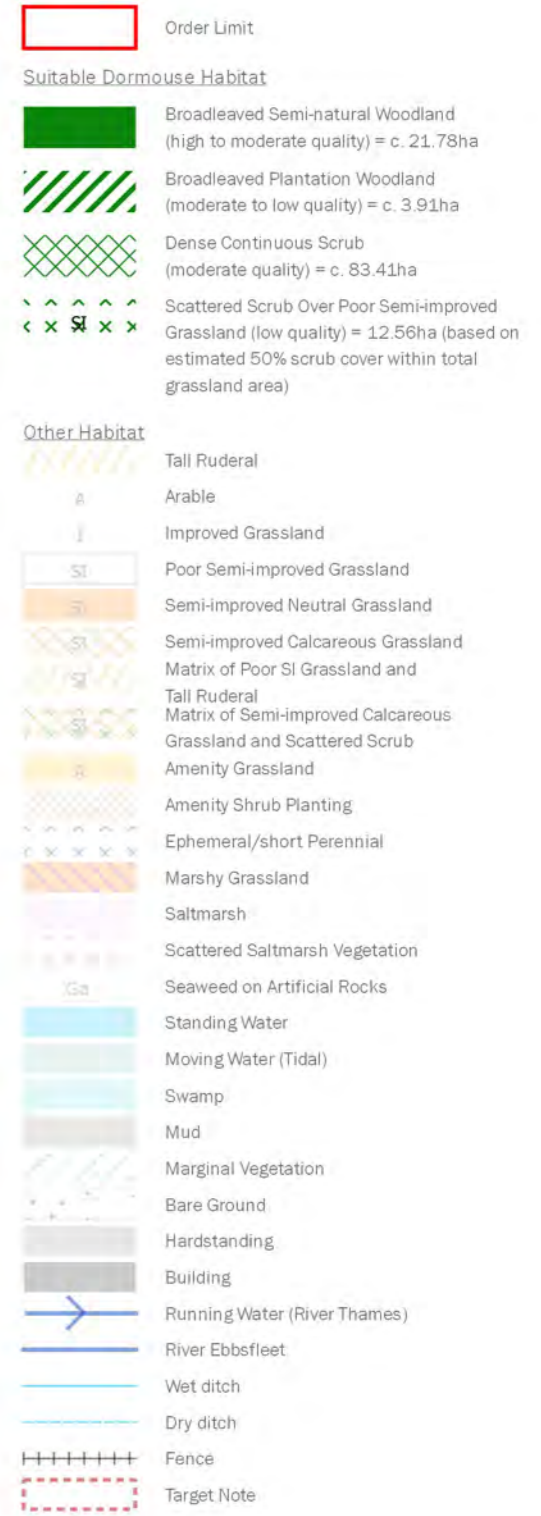 Order Limit
Suitable Dormouse Habitat
Broadleaved Semi-natural Woodland
(high to moderate quality) = c. 21.78ha
Broadleaved Plantation Woodland
(moderate to low quality) = c. 3.91ha
Dense Continuous Scrub
(moderate quality) = c. 83.41ha
Scattered Scrub Over Poor Semi-improved
SI
Grassland (low quality) = 12.56ha (based on
estimated 50% scrub cover within total
grassland area)
Other Habitat
Tall Ruderal
A Arable
I Improved Grassland
SI Poor Semi-improved Grassland
SI Semi-improved Neutral Grassland
SI Semi-improved Calcareous Grassland
SI Matrix of Poor SI Grassland and
Tall Ruderal
SI Matrix of Semi-improved Calcareous
Grassland and Scattered Scrub
A Amenity Grassland
Amenity Shrub Planting
Ephemeral/short Perennial
Marshy Grassland
Saltmarsh
Scattered Saltmarsh Vegetation
Ga Seaweed on Artificial Rocks
Standing Water
Moving Water (Tidal)
Swamp
Mud
Marginal Vegetation
Bare Ground
Hardstanding
Building
Running Water (River Thames)
River Ebbsfleet
Wet ditch
Dry ditch
Fence
Target Note